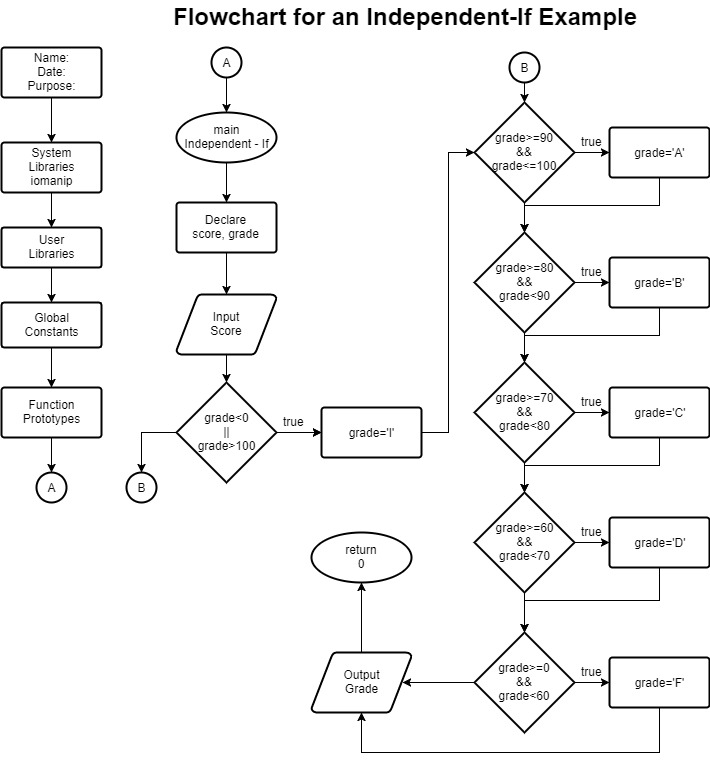 Flowchart for an Independent-If Example
Name:
Date:
Purpose:
System
Libraries
iomanip
User
Libraries
Global
Constants
Function
Prototypes
A
A
main
Independent - If
Declare
score, grade
Input
Score
grade<0
||
grade>100
true
grade='I'
B
B
grade>=90
&&
grade<=100
true
grade='A'
grade>=80
&&
grade<90
true
grade='B'
grade>=70
&&
grade<80
true
grade='C'
grade>=60
&&
grade<70
true
grade='D'
grade>=0
&&
grade<60
true
grade='F'
Output
Grade
return
0